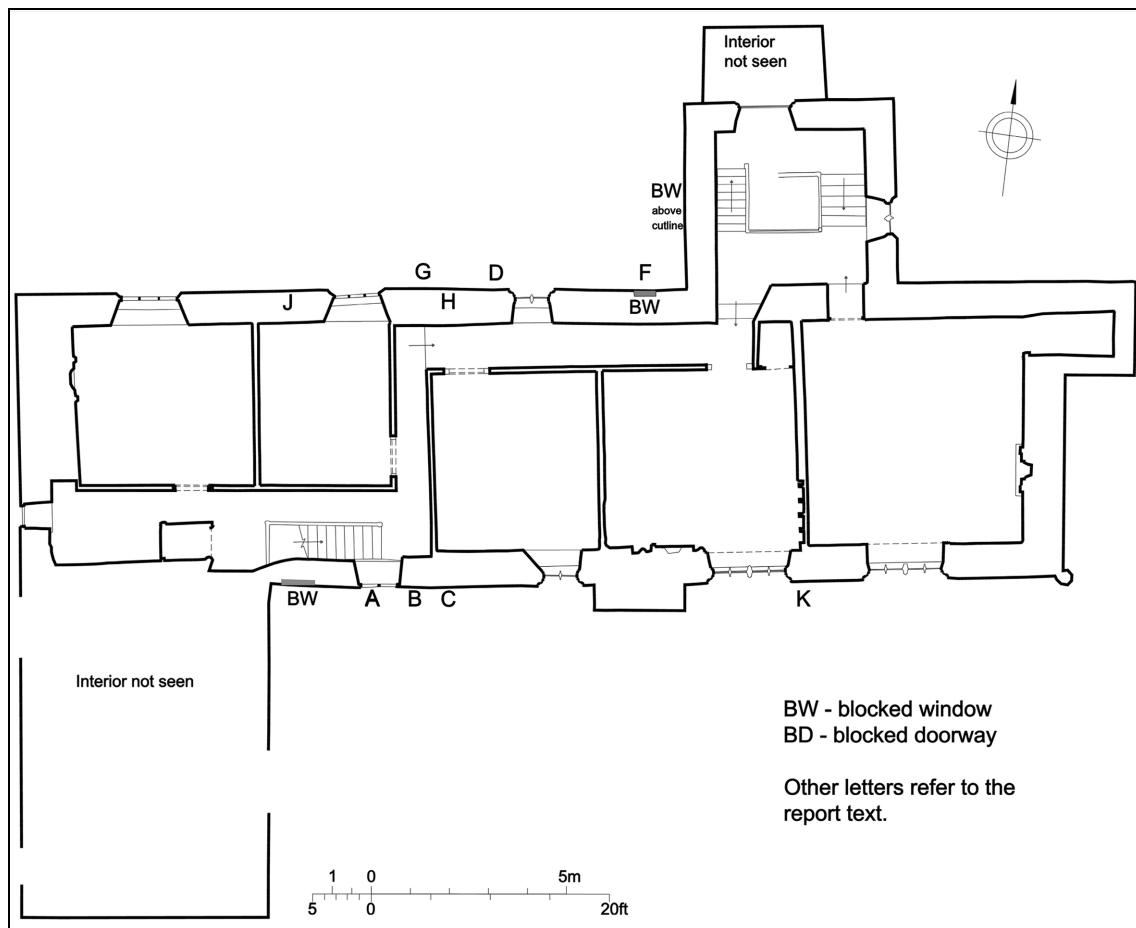 Interior
not seen
BW
above
cutline
G
D
F
J
H
BW
BW
A
B
C
K
Interior not seen
BW - blocked window
BD - blocked doorway
Other letters refer to the
report text.
1 0 5m
5 0 20ft